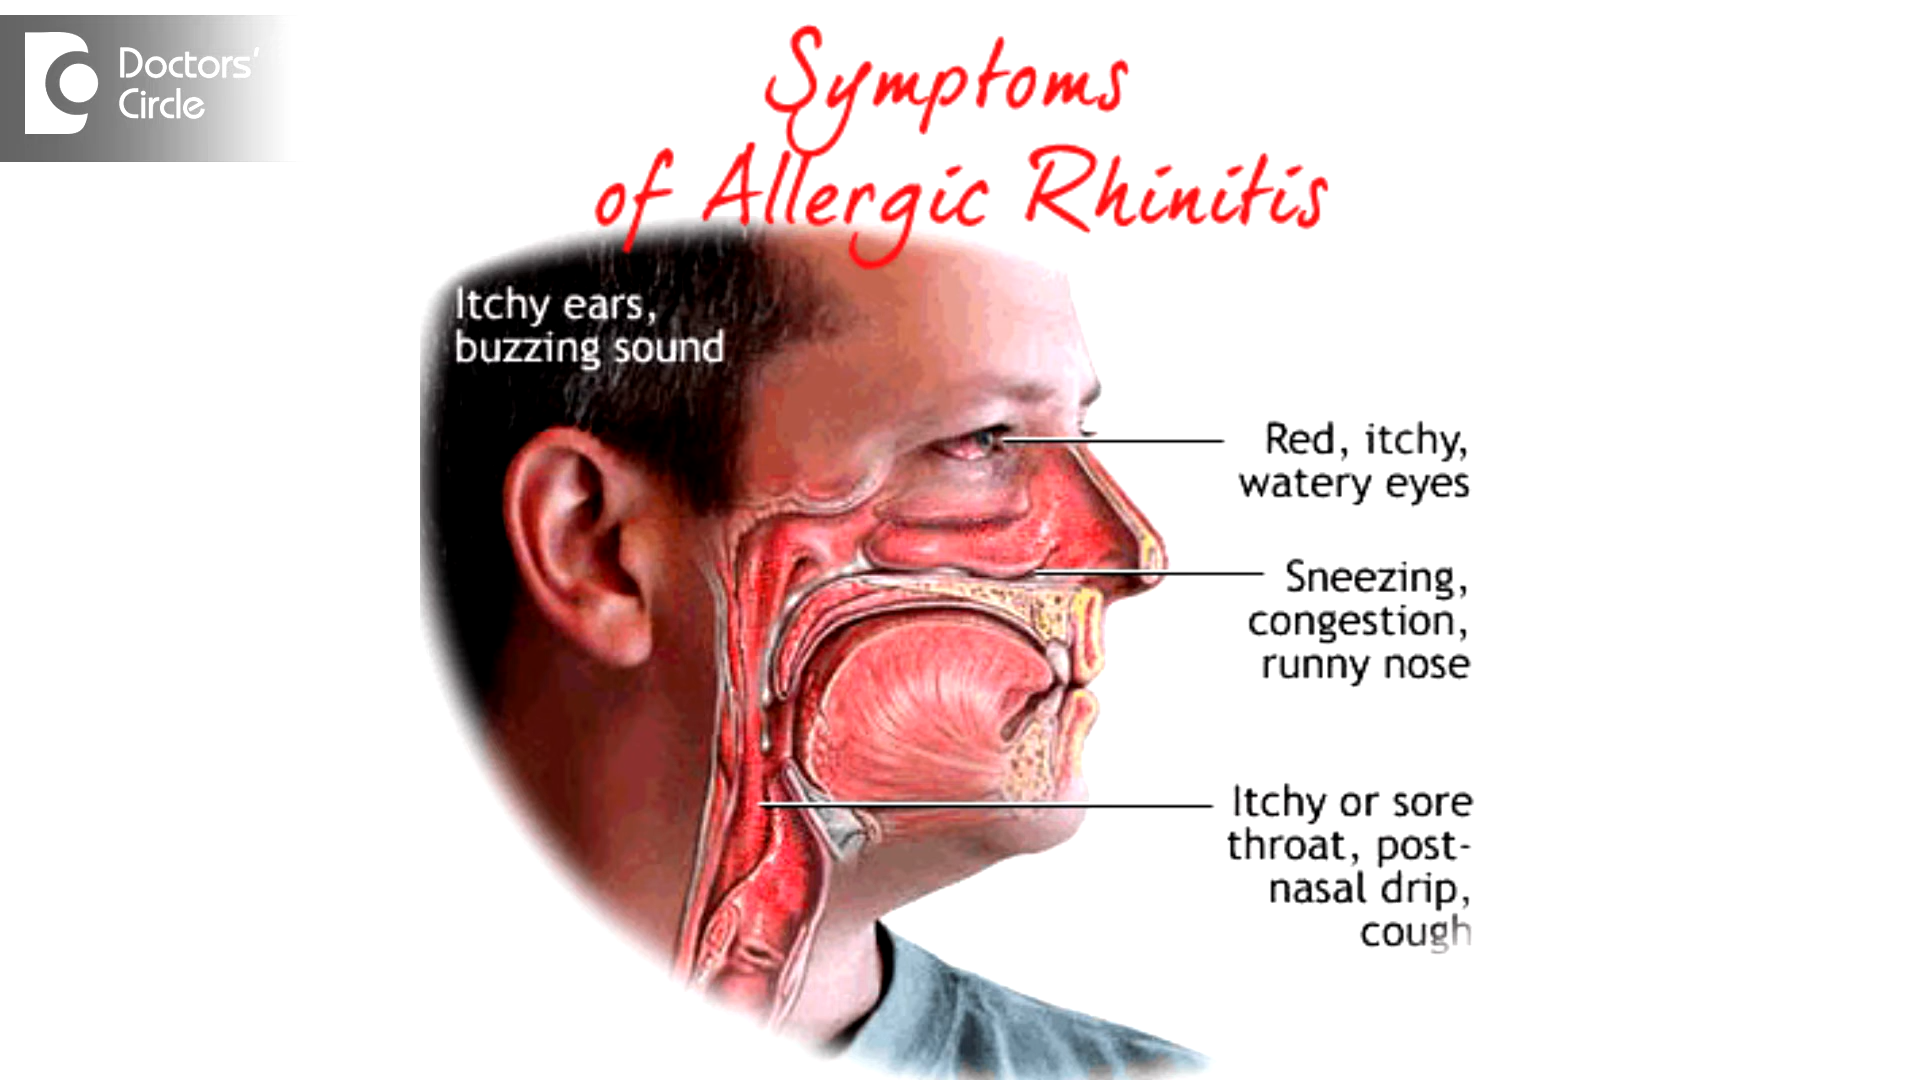 Doctors'
Circle
Symptoms
of Allergic Rhinitis
Itchy ears,
buzzing sound
Red, itchy,
watery eyes
Sneezing,
congestion,
runny nose
Itchy or sore
throat, post-
nasal drip,
cough